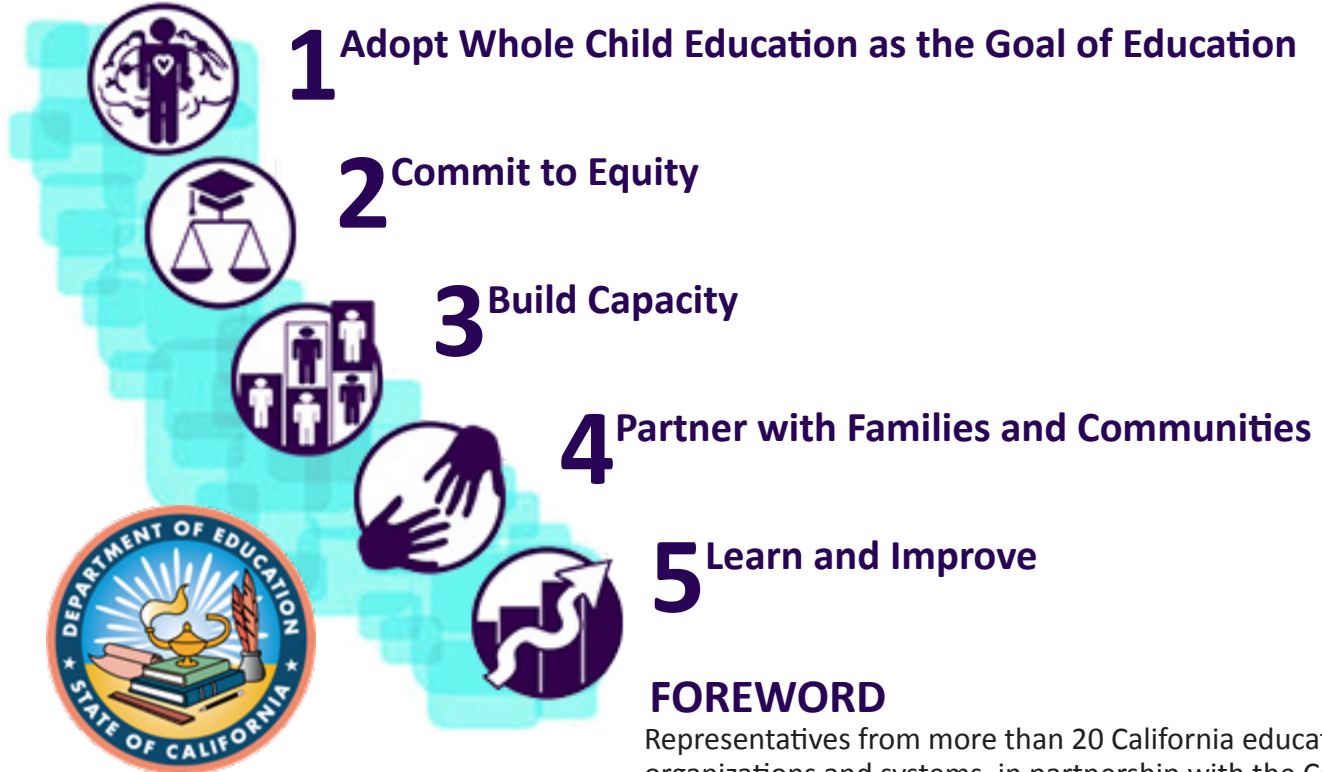 1 Adopt Whole Child Education as the Goal of Education
2 Commit to Equity
3 Build Capacity
4 Partner with Families and Communities
5 Learn and Improve
DEPARTMENT OF EDUCATION
STATE OF CALIFORNIA
FOREWORD
Representatives from more than 20 California